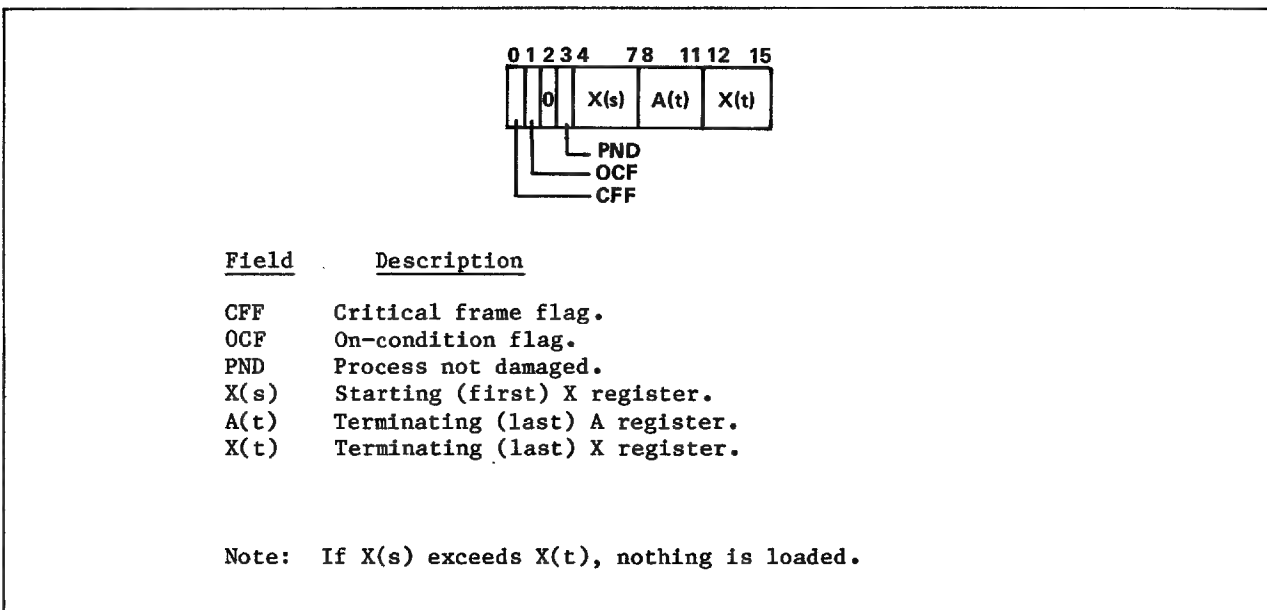 0 1 2 3 4 7 8 11 12 15
0 X(s) A(t) X(t)
PND
OCF
CFF
Field Description
CFF Critical frame flag.
OCF On-condition flag.
PND Process not damaged.
X(s) Starting (first) X register.
A(t) Terminating (last) A register.
X(t) Terminating (last) X register.
Note: If X(s) exceeds X(t), nothing is loaded.